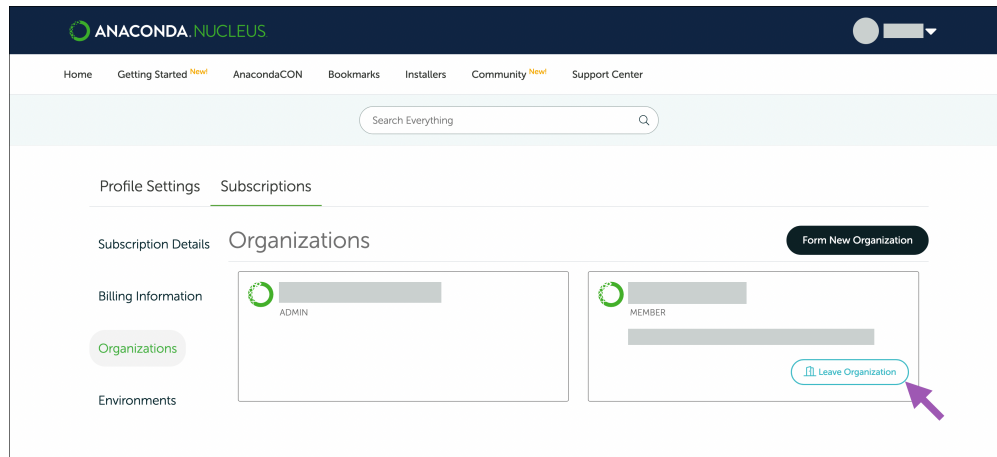 ANACONDA.NUCLEUS.
Home Getting Started New! AnacondaCON Bookmarks Installers Community New! Support Center
Search Everything
Profile Settings Subscriptions
Subscription Details
Organizations
Form New Organization
Billing Information
ADMIN
MEMBER
Organizations
Leave Organization
Environments